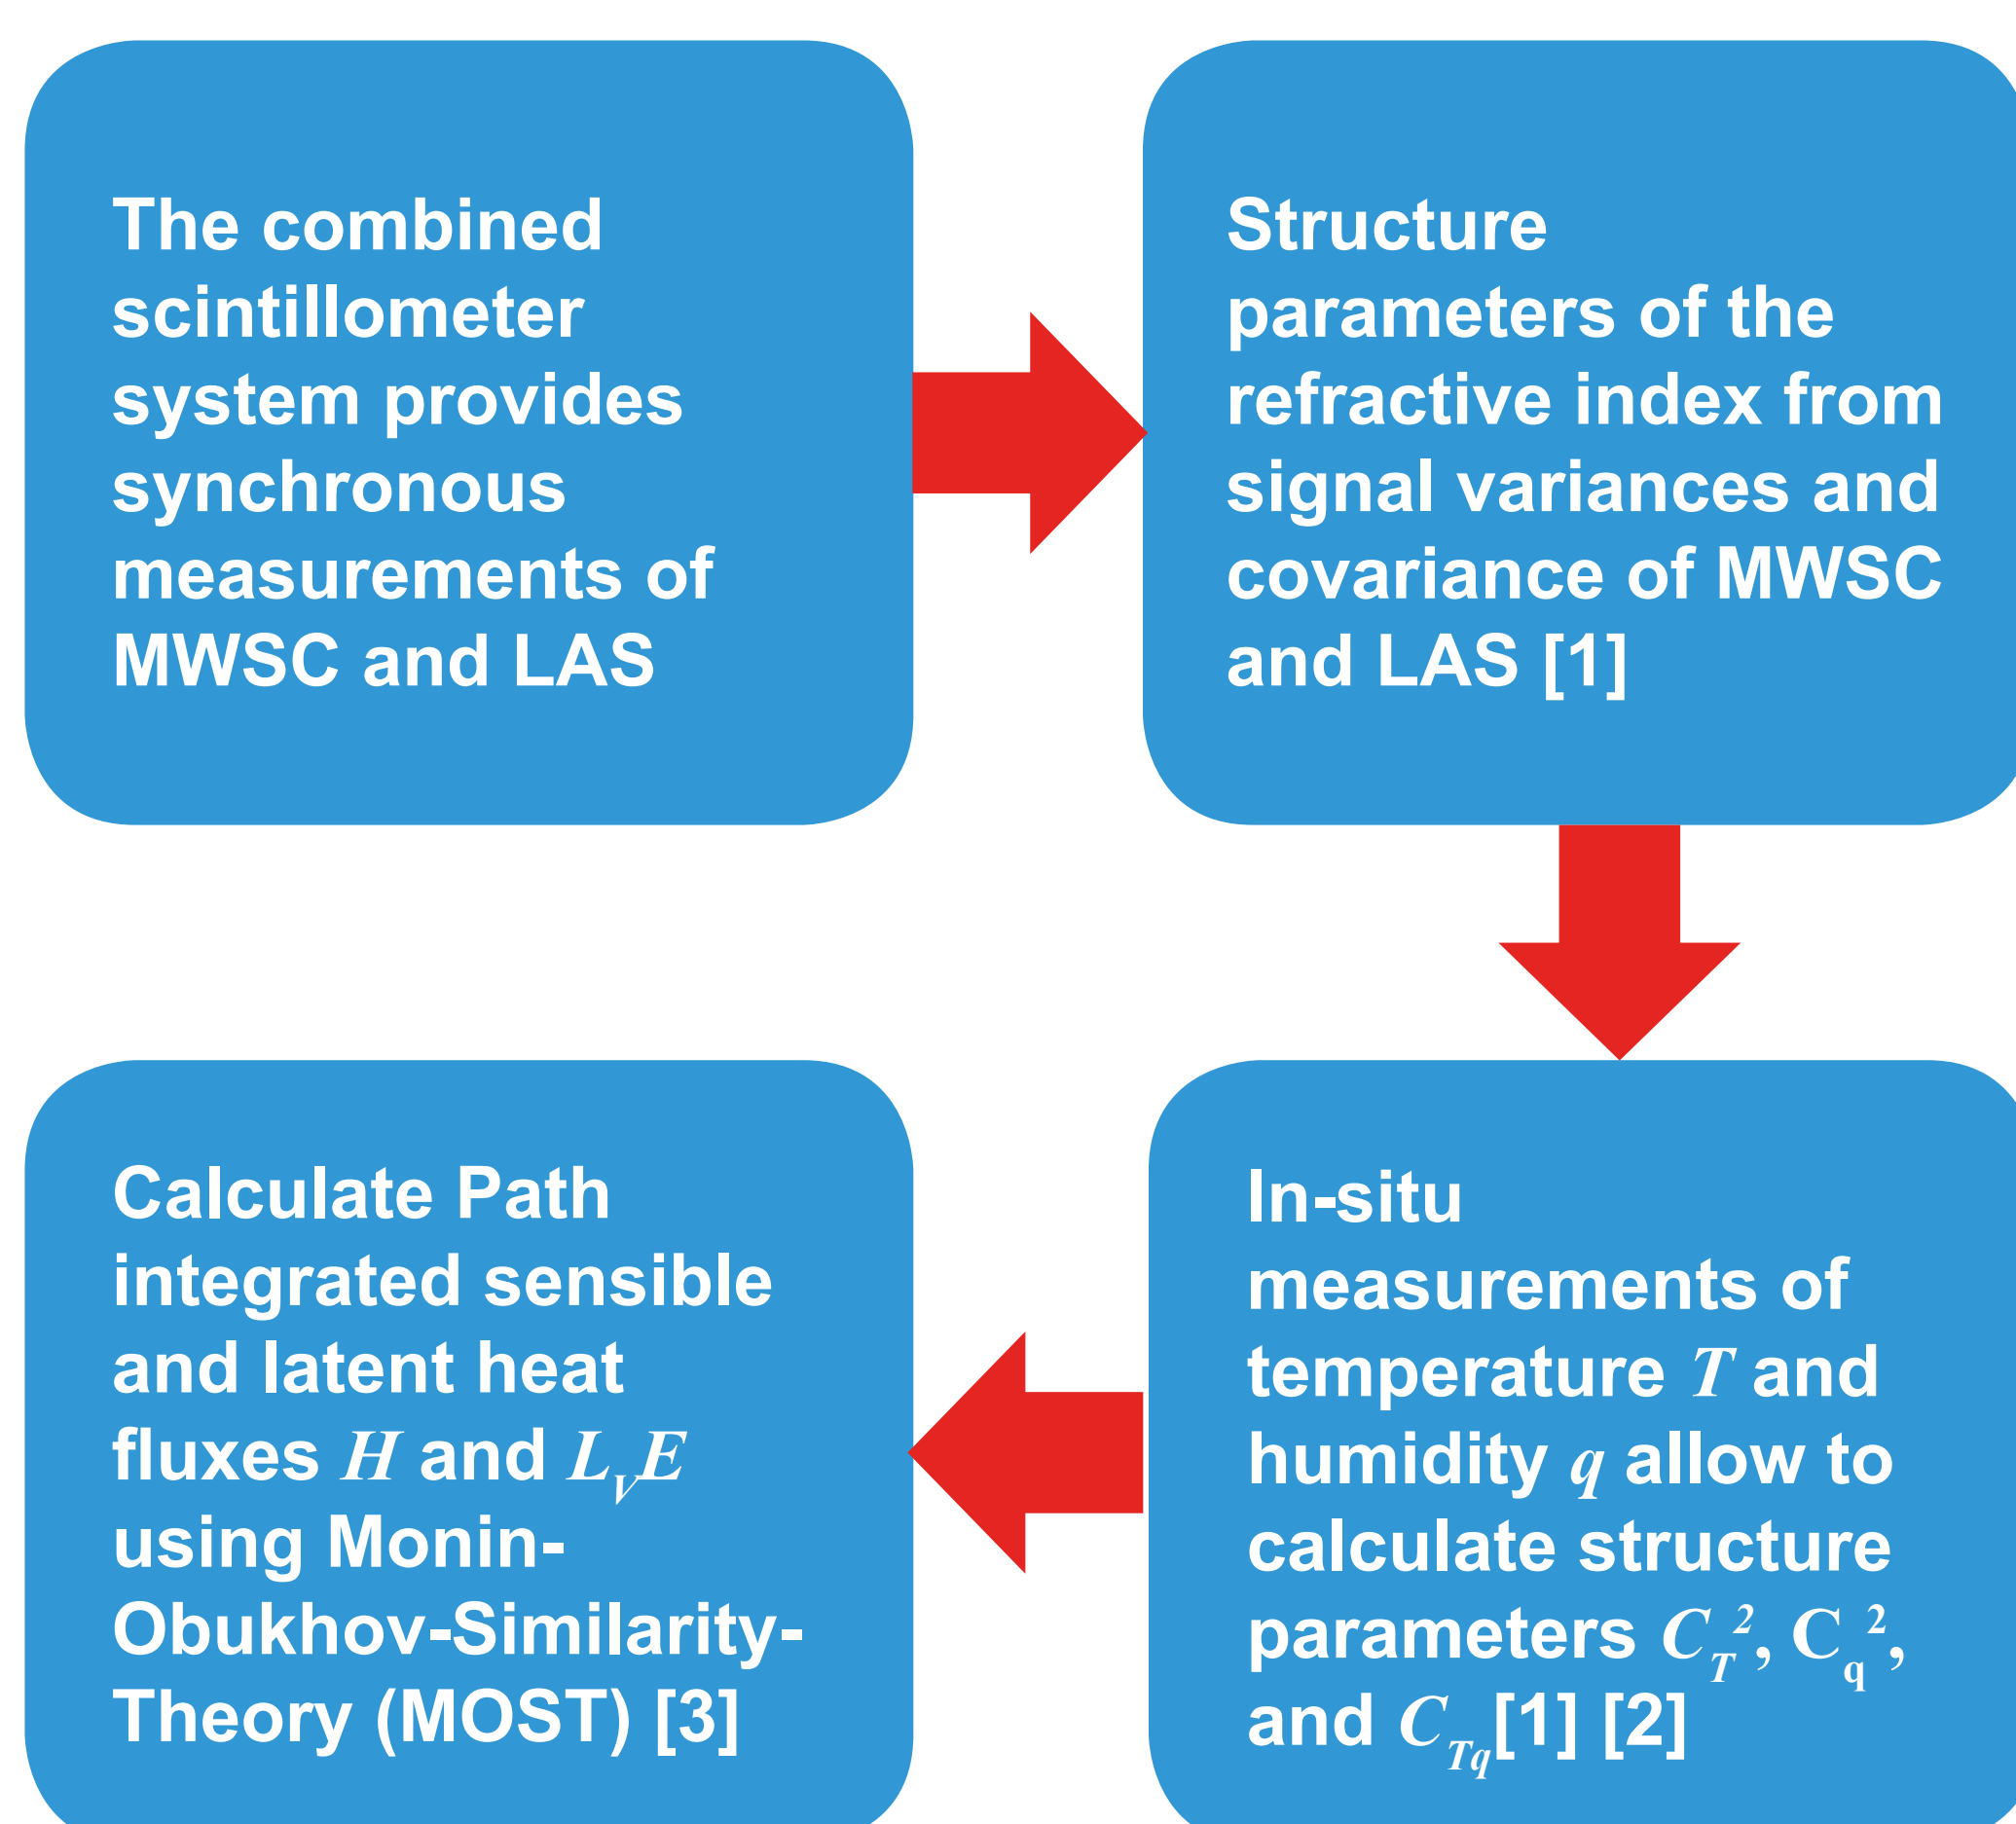 The combined
scintillometer
system provides
synchronous
measurements of
MWSC and LAS
Structure
parameters of the
refractive index from
signal variances and
covariance of MWSC
and LAS [1]
In-situ
measurements of
temperature T and
humidity q allow to
calculate structure
parameters C_T^2, C_q^2,
and C_Tq[1] [2]
Calculate Path
integrated sensible
and latent heat
fluxes H and L_vE
using Monin-
Obukhov-Similarity-
Theory (MOST) [3]